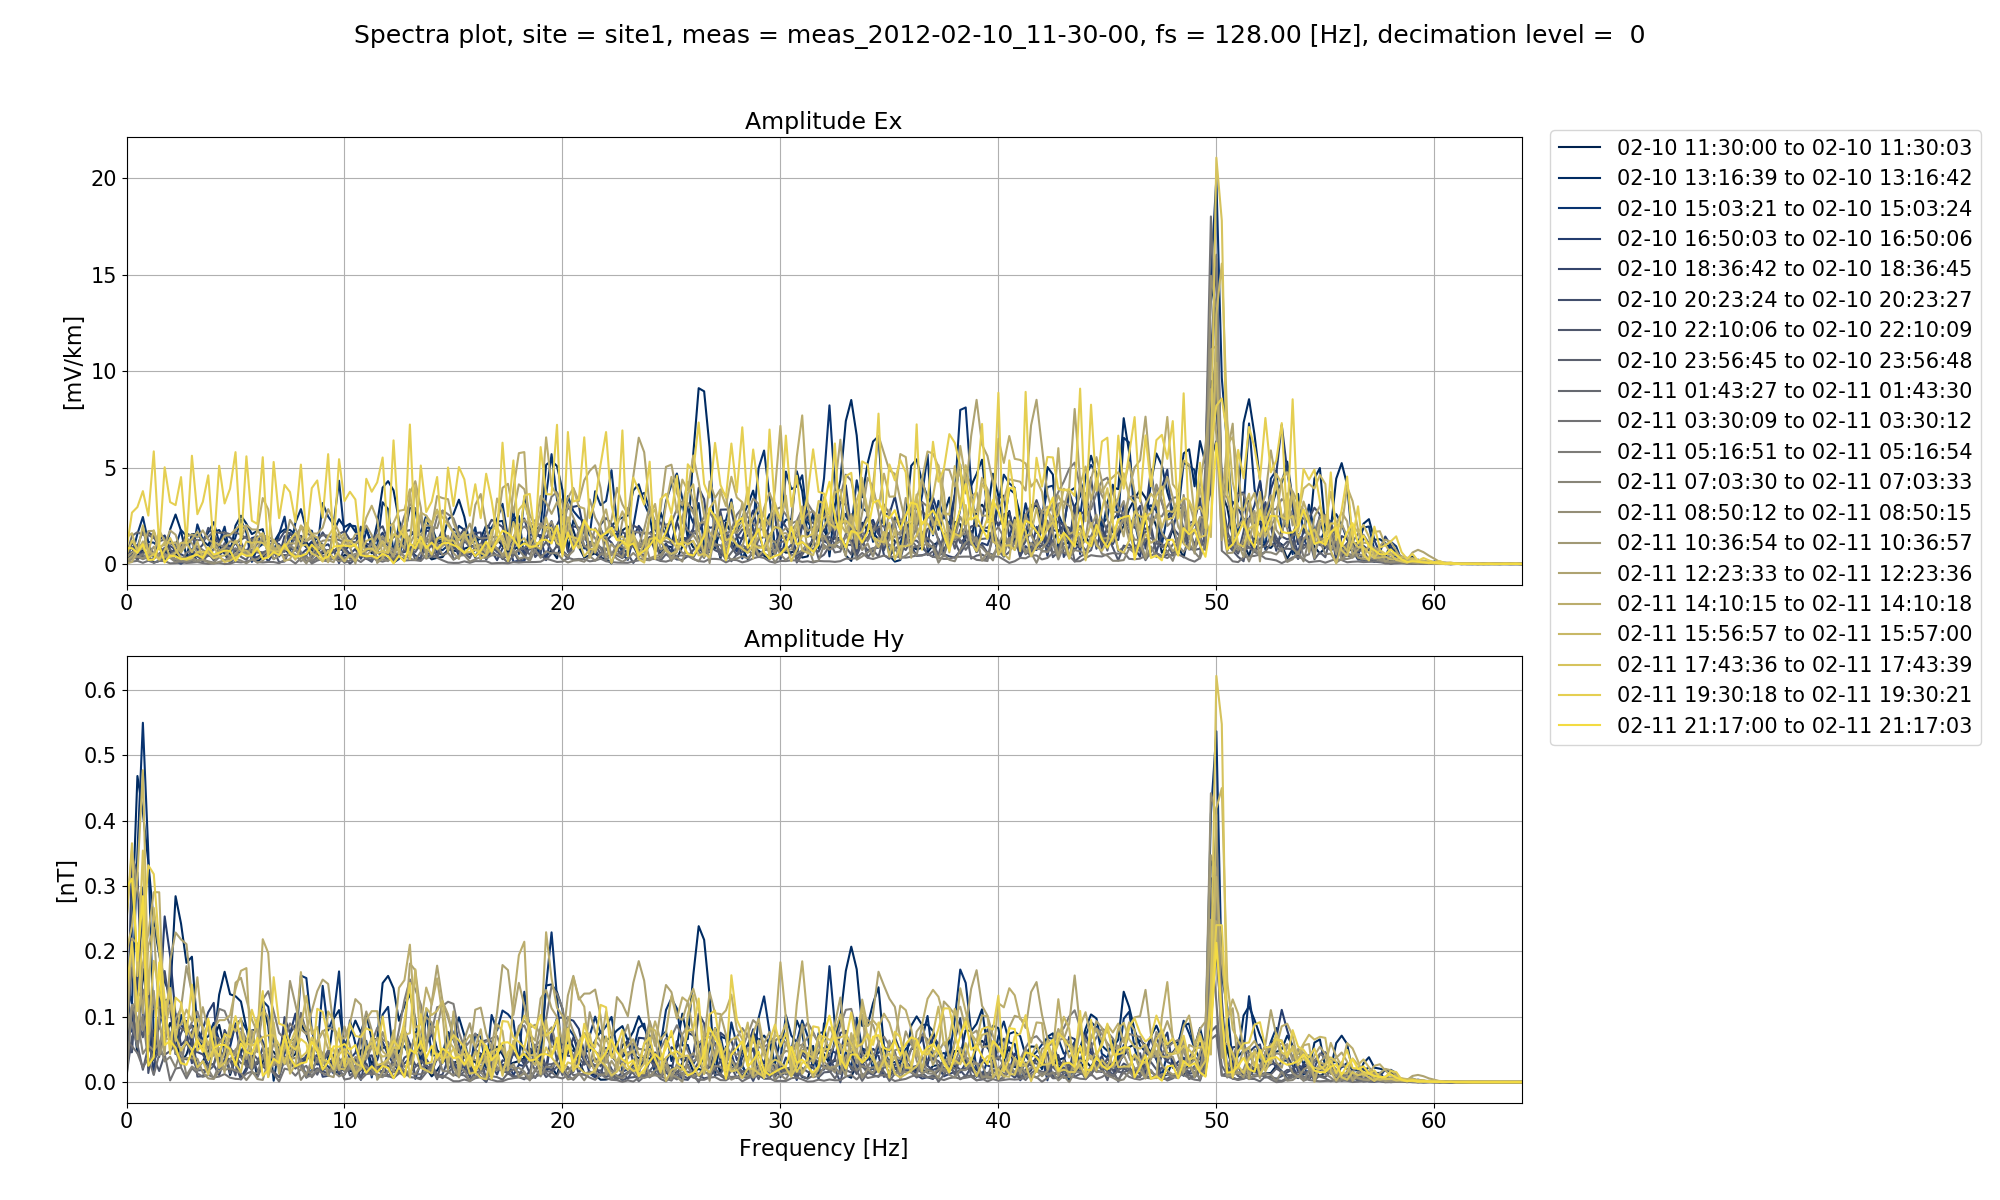 Spectra plot, site = site1, meas = meas_2012-02-10_11-30-00, fs = 128.00 [Hz], decimation level =  0
Amplitude Ex
[mV/km]
20
15
10
5
0
0 10 20 30 40 50 60
Amplitude Hy
[nT]
0.6
0.5
0.4
0.3
0.2
0.1
0.0
0 10 20 30 40 50 60
Frequency [Hz]
02-10 11:30:00 to 02-10 11:30:03
02-10 13:16:39 to 02-10 13:16:42
02-10 15:03:21 to 02-10 15:03:24
02-10 16:50:03 to 02-10 16:50:06
02-10 18:36:42 to 02-10 18:36:45
02-10 20:23:24 to 02-10 20:23:27
02-10 22:10:06 to 02-10 22:10:09
02-10 23:56:45 to 02-10 23:56:48
02-11 01:43:27 to 02-11 01:43:30
02-11 03:30:09 to 02-11 03:30:12
02-11 05:16:51 to 02-11 05:16:54
02-11 07:03:30 to 02-11 07:03:33
02-11 08:50:12 to 02-11 08:50:15
02-11 10:36:54 to 02-11 10:36:57
02-11 12:23:33 to 02-11 12:23:36
02-11 14:10:15 to 02-11 14:10:18
02-11 15:56:57 to 02-11 15:57:00
02-11 17:43:36 to 02-11 17:43:39
02-11 19:30:18 to 02-11 19:30:21
02-11 21:17:00 to 02-11 21:17:03